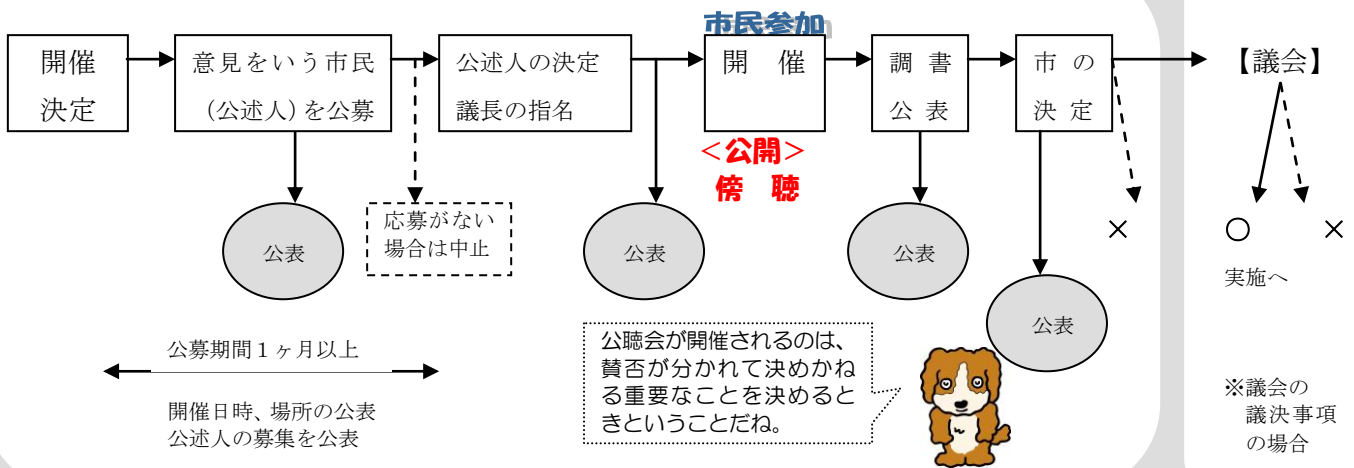 市民参加
開催
決定
意見をいう市民
（公述人）を公募
公述人の決定
議長の指名
開　催
調 書
公 表
市 の
決 定
【議会】
＜公開＞
傍　聴
公表
応募がない
場合は中止
公表
公表
公表
×
○
×
実施へ
公募期間１ヶ月以上
開催日時、場所の公表
公述人の募集を公表
公聴会が開催されるのは、
賛否が分かれて決めかね
る重要なことを決めると
きということだね。
※議会の
議決事項
の場合